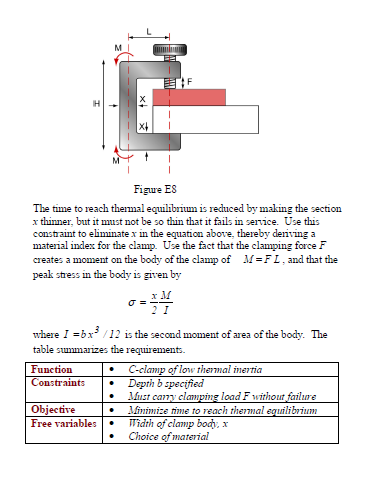 L
M
F
H
X
X
M
Figure E8
The time to reach thermal equilibrium is reduced by making the section
x thinner, but it must not be so thin that it fails in service. Use this
constraint to eliminate x in the equation above, thereby deriving a
material index for the clamp. Use the fact that the clamping force F
creates a moment on the body of the clamp of M = F L , and that the
peak stress in the body is given by
σ = x M / 2 I
where I = b x³ / 12 is the second moment of area of the body. The
table summarizes the requirements.
Function • C-clamp of low thermal inertia
Constraints • Depth b specified
• Must carry clamping load F without failure
Objective • Minimize time to reach thermal equilibrium
Free variables • Width of clamp body, x
• Choice of material